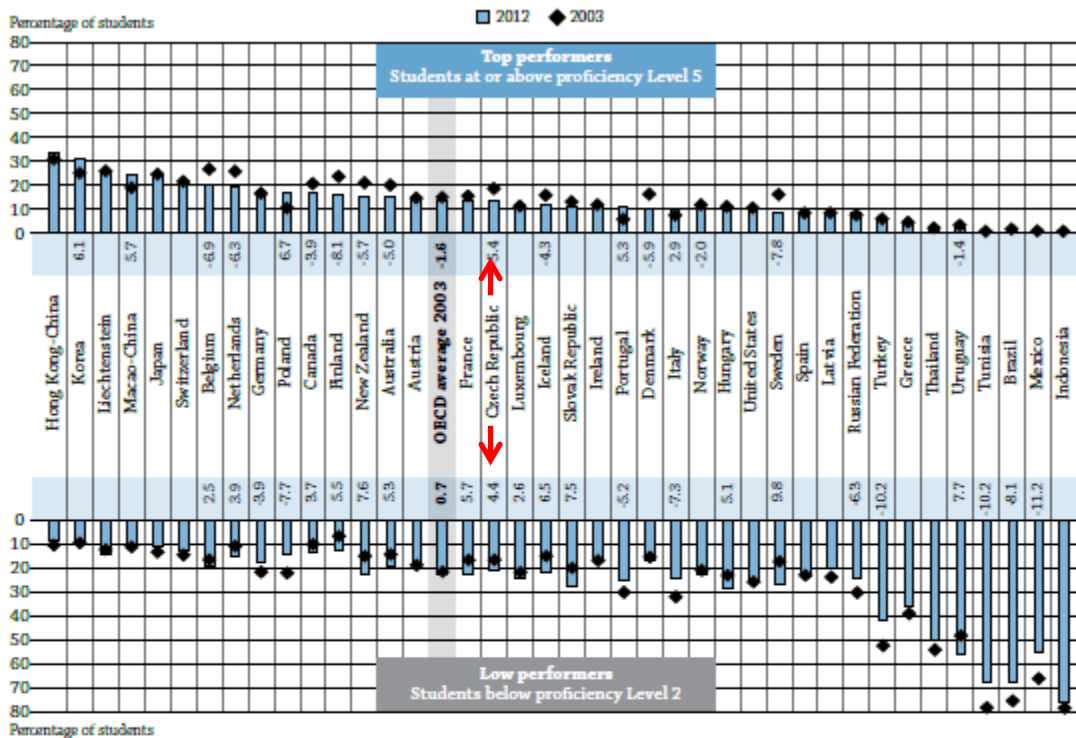 2012 2003
Percentage of students
80
70
60
50
40
30
20
10
0
Top performers
Students at or above proficiency Level 5
6.1
5.7
-6.9
-6.3
6.7
-3.9
-8.1
-5.7
-5.0
-1.6
-5.4
-4.3
5.3
-5.9
2.9
-2.0
-7.8
-1.4
Hong Kong-China
Korea
Liechtenstein
Macao-China
Japan
Switzerland
Belgium
Netherlands
Germany
Poland
Canada
Finland
New Zealand
Australia
Austria
OECD average 2003
France
Czech Republic
Luxembourg
Iceland
Slovak Republic
Ireland
Portugal
Denmark
Italy
Norway
Hungary
United States
Sweden
Spain
Latvia
Russian Federation
Turkey
Greece
Thailand
Uruguay
Tunisia
Brazil
Mexico
Indonesia
2.5
3.9
-3.9
-7.7
3.7
5.5
7.6
5.3
0.7
5.7
4.4
2.6
6.5
7.5
-5.2
-7.3
5.1
9.8
-6.3
-10.2
7.7
-10.2
-8.1
-11.2
0
10
20
30
40
50
60
70
80
Low performers
Students below proficiency Level 2
Percentage of students